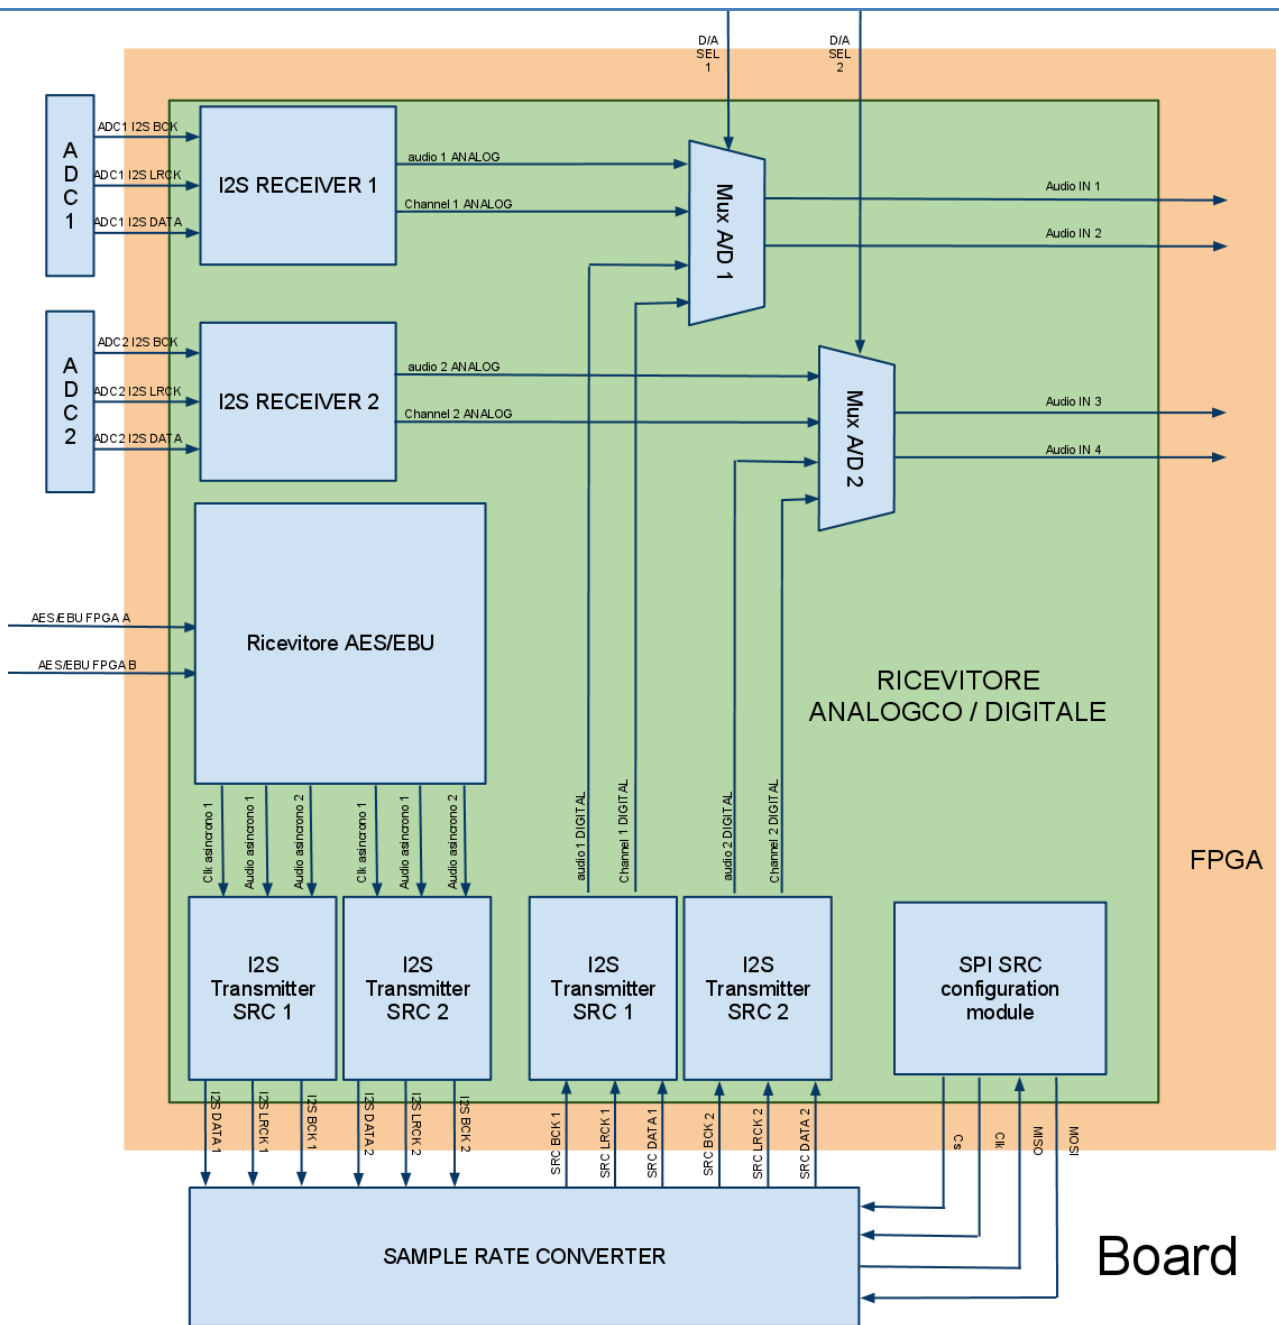 D/A
SEL
1
D/A
SEL
2
A
D
C
1
ADC1 I2S BCK
ADC1 I2S LRCK
ADC1 I2S DATA
I2S RECEIVER 1
audio 1 ANALOG
Channel 1 ANALOG
Mux A/D 1
Audio IN 1
Audio IN 2
A
D
C
2
ADC2 I2S BCK
ADC2 I2S LRCK
ADC2 I2S DATA
I2S RECEIVER 2
audio 2 ANALOG
Channel 2 ANALOG
Mux A/D 2
Audio IN 3
Audio IN 4
AES/EBU FPGA A
AES/EBU FPGA B
Ricevitore AES/EBU
RICEVITORE
ANALOGCO / DIGITALE
FPGA
Clk asincrono 1
Audio asincrono 1
Audio asincrono 2
Clk asincrono 1
Audio asincrono 1
Audio asincrono 2
audio 1 DIGITAL
Channel 1 DIGITAL
audio 2 DIGITAL
Channel 2 DIGITAL
I2S
Transmitter
SRC 1
I2S
Transmitter
SRC 2
I2S
Transmitter
SRC 1
I2S
Transmitter
SRC 2
SPI SRC
configuration
module
I2S DATA 1
I2S LRCK 1
I2S BCK 1
I2S DATA 2
I2S LRCK 2
I2S BCK 2
SRC BCK 1
SRC LRCK 1
SRC DATA 1
SRC BCK 2
SRC LRCK 2
SRC DATA 2
Cs
Clk
MISO
MOSI
SAMPLE RATE CONVERTER
Board